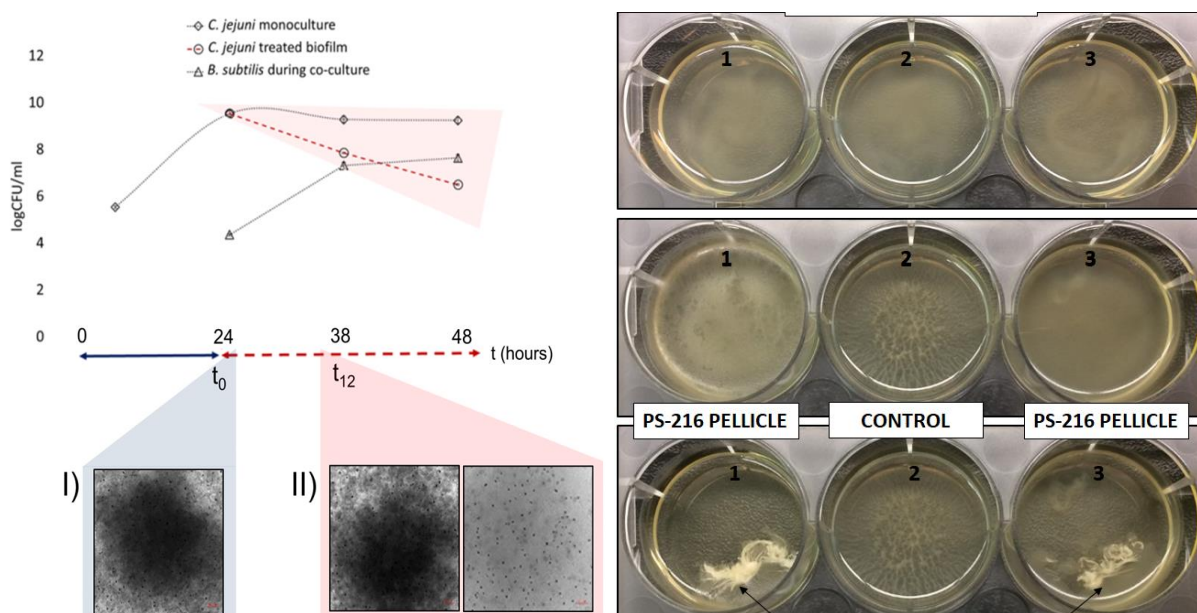 C. jejuni monoculture
C. jejuni treated biofilm
B. subtilis during co-culture
12
10
8
6
4
2
0
logCFU/ml
0 24 38 48 t (hours)
t0 t12
I) II)
1 2 3
1 2 3
PS-216 PELLICLE CONTROL PS-216 PELLICLE
1 2 3